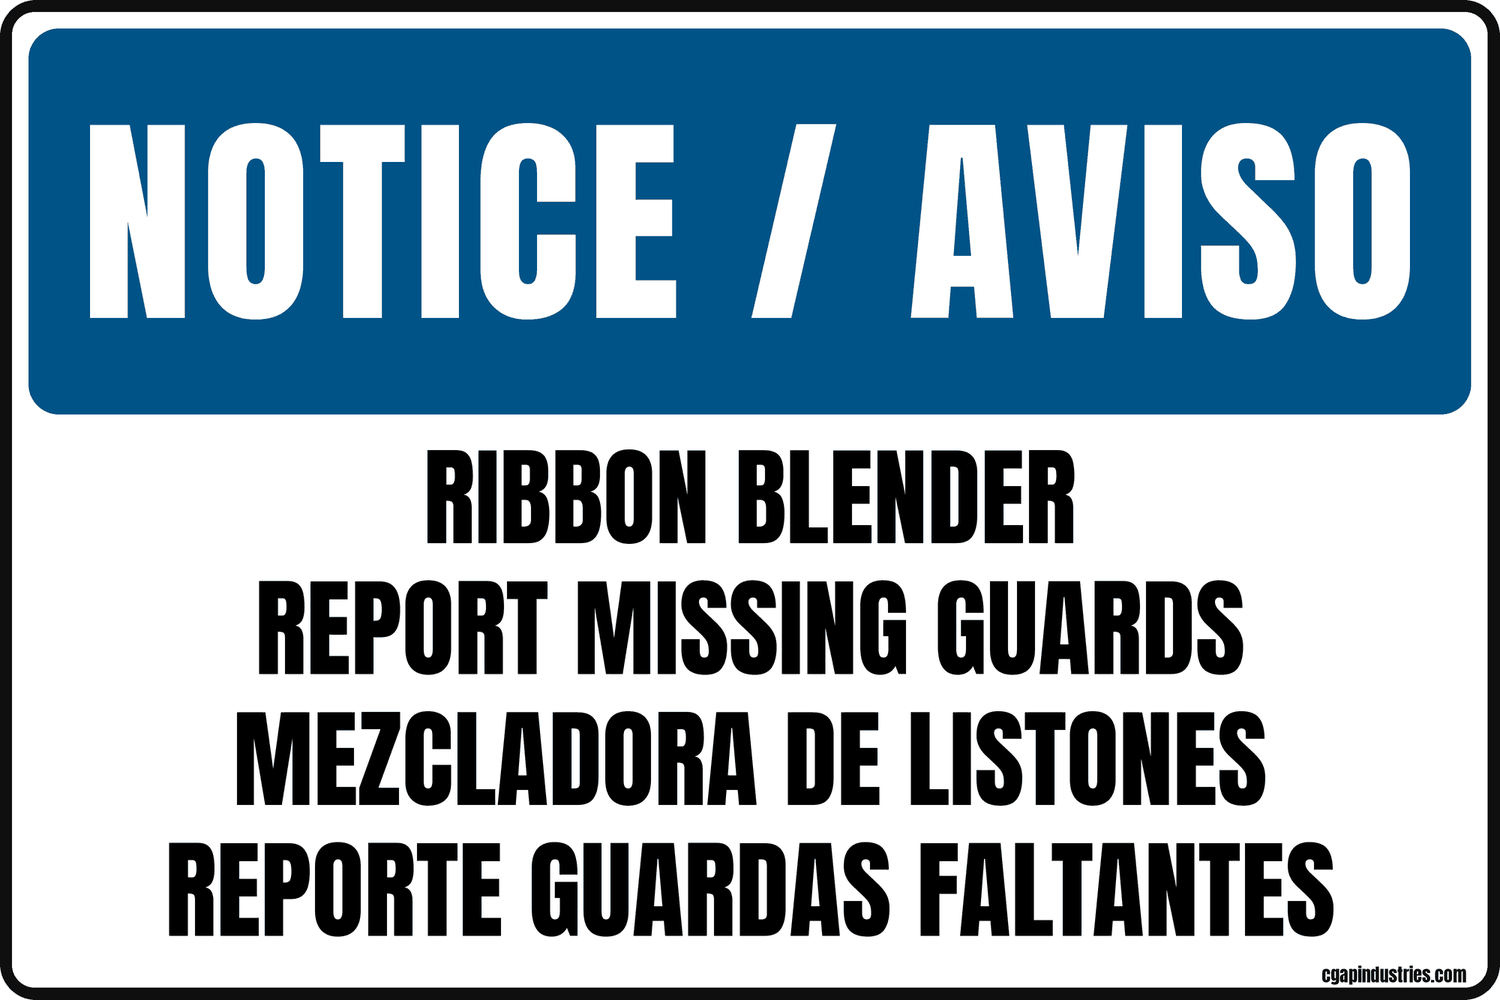 NOTICE / AVISO
RIBBON BLENDER
REPORT MISSING GUARDS
MEZCLADORA DE LISTONES
REPORTE GUARDAS FALTANTES
cgapindustries.com